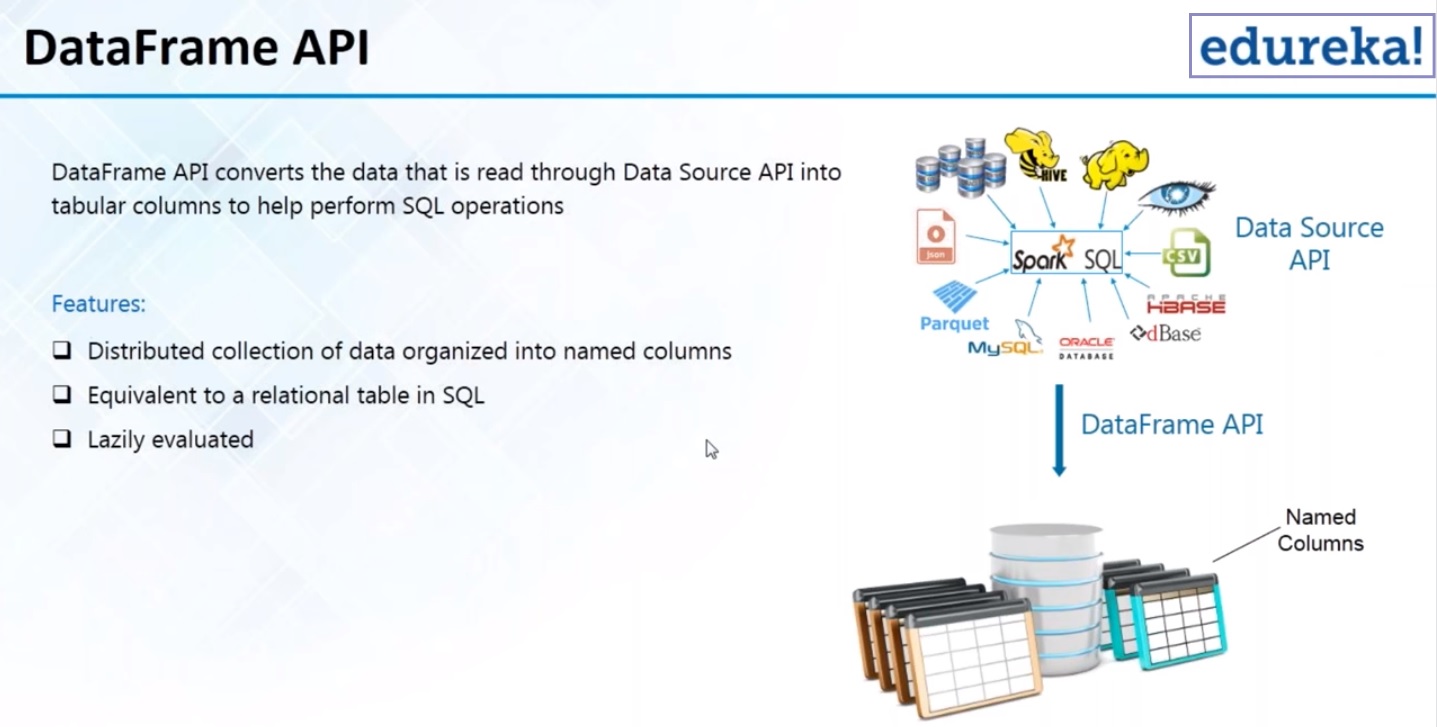 DataFrame API
edureka!
DataFrame API converts the data that is read through Data Source API into
tabular columns to help perform SQL operations
Features:
Distributed collection of data organized into named columns
Equivalent to a relational table in SQL
Lazily evaluated
HIVE
json
Spark SQL
CSV
Data Source
API
APACHE
HBASE
Parquet
MySQL
ORACLE
DATABASE
dBase
DataFrame API
Named
Columns